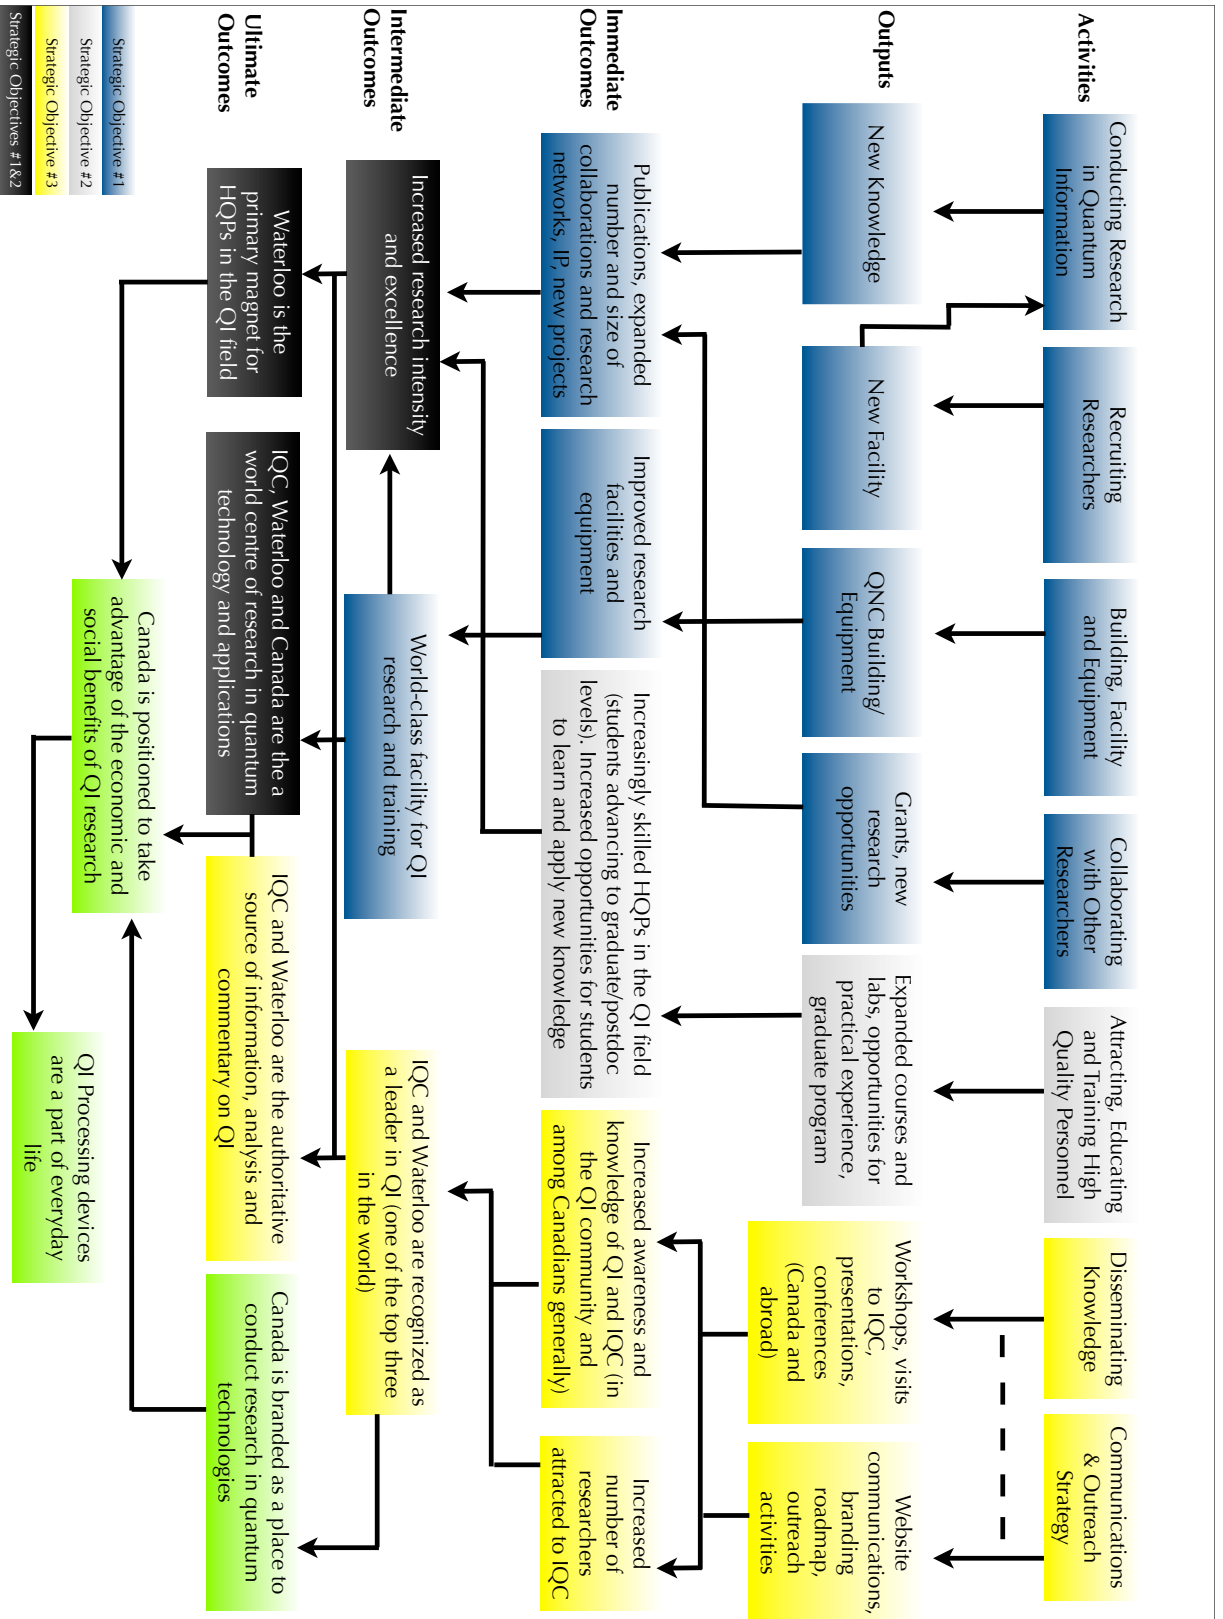 Activities
Conducting Research
in Quantum
Information
Recruiting
Researchers
Building, Facility
and Equipment
Collaborating
with Other
Researchers
Attracting, Educating
and Training High
Quality Personnel
Disseminating
Knowledge
Communications
& Outreach
Strategy
Outputs
New Knowledge
New Facility
QNC Building/
Equipment
Grants, new
research
opportunities
Expanded courses and
labs, opportunities for
practical experience,
graduate program
Workshops, visits
to IQC,
presentations,
conferences
(Canada and
abroad)
Website
communications,
branding
roadmap,
outreach
activities
Immediate
Outcomes
Publications, expanded
number and size of
collaborations and research
networks, IP, new projects
Improved research
facilities and
equipment
Increasingly skilled HQPs in the QI field
(students advancing to graduate/postdoc
levels). Increased opportunities for students
to learn and apply new knowledge
Increased awareness and
knowledge of QI and IQC (in
the QI community and
among Canadians generally)
Increased
number of
researchers
attracted to IQC
Intermediate
Outcomes
Increased research intensity
and excellence
World-class facility for QI
research and training
IQC and Waterloo are recognized as
a leader in QI (one of the top three
in the world)
Ultimate
Outcomes
Waterloo is the
primary magnet for
HQPs in the QI field
IQC, Waterloo and Canada are the a
world centre of research in quantum
technology and applications
IQC and Waterloo are the authoritative
source of information, analysis and
commentary on QI
Canada is branded as a place to
conduct research in quantum
technologies
Canada is positioned to take
advantage of the economic and
social benefits of QI research
QI Processing devices
are a part of everyday
life
Strategic Objective #1
Strategic Objective #2
Strategic Objective #3
Strategic Objectives #1&2